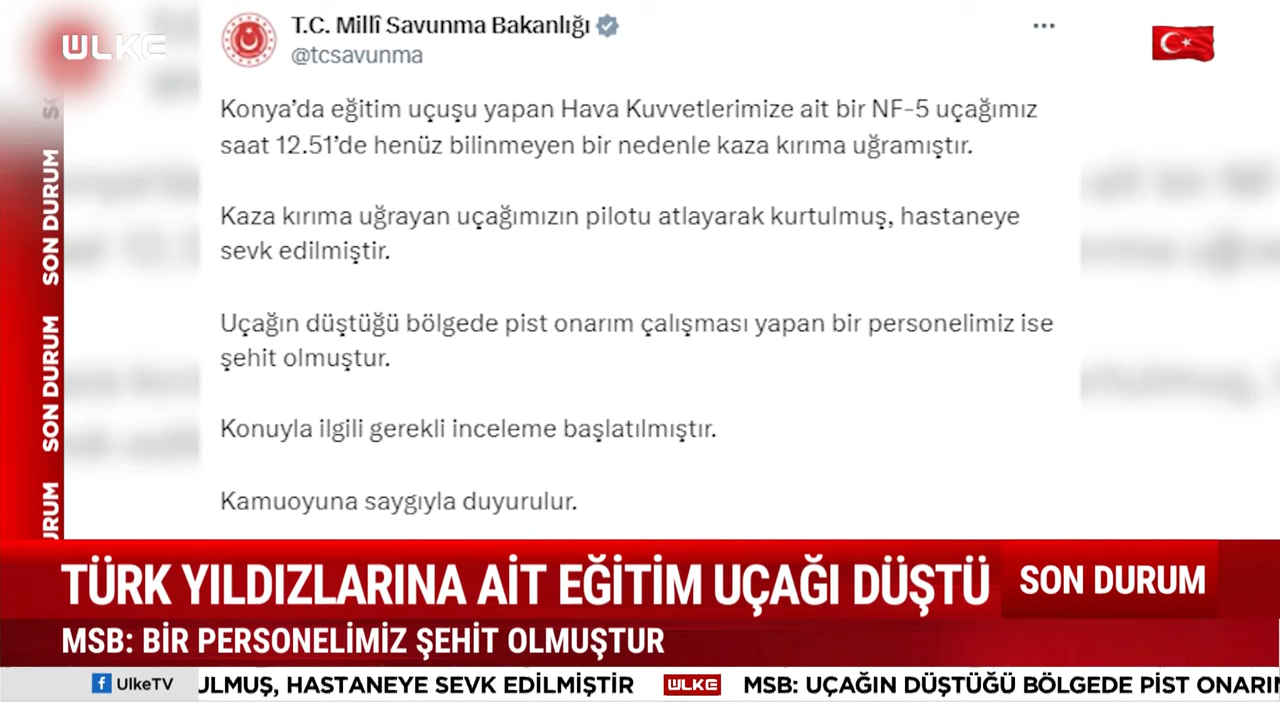 ÜLKE
T.C. Millî Savunma Bakanlığı
@tcsavunma
Konya’da eğitim uçuşu yapan Hava Kuvvetlerimize ait bir NF-5 uçağımız
saat 12.51’de henüz bilinmeyen bir nedenle kaza kırıma uğramıştır.
Kaza kırıma uğrayan uçağımızın pilotu atlayarak kurtulmuş, hastaneye
sevk edilmiştir.
Uçağın düştüğü bölgede pist onarım çalışması yapan bir personelimiz ise
şehit olmuştur.
Konuyla ilgili gerekli inceleme başlatılmıştır.
Kamuoyuna saygıyla duyurulur.
SON DURUM
SON DURUM
URUM
TÜRK YILDIZLARINA AİT EĞİTİM UÇAĞI DÜŞTÜ
SON DURUM
MSB: BİR PERSONELİMİZ ŞEHİT OLMUŞTUR
UlkeTV
ULMUŞ, HASTANEYE SEVK EDİLMİŞTİR ÜLKE MSB: UÇAĞIN DÜŞTÜĞÜ BÖLGEDE PİST ONARIM